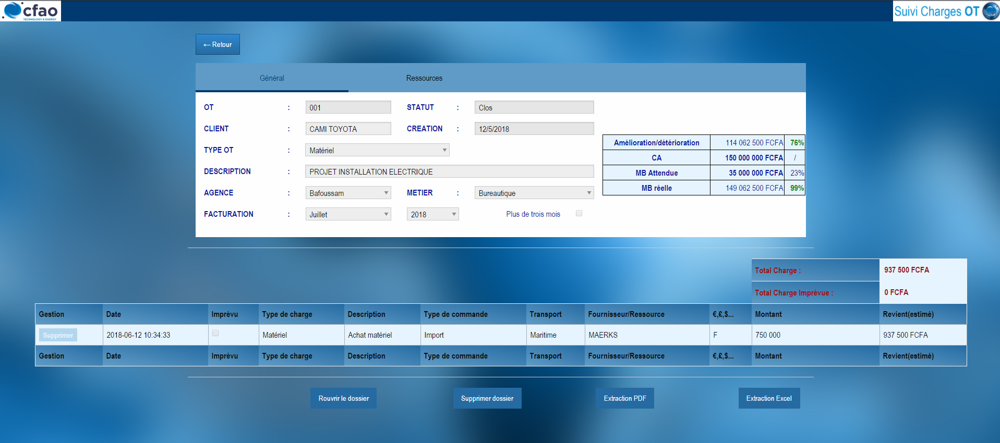 cfao
TECHNOLOGY & ENERGY
Suivi Charges OT
← Retour
Général Ressources
OT : 001 STATUT : Clos
CLIENT : CAMI TOYOTA CREATION : 12/5/2018
TYPE OT : Matériel
DESCRIPTION : PROJET INSTALLATION ELECTRIQUE
AGENCE : Bafoussam METIER : Bureautique
FACTURATION : Juillet 2018 Plus de trois mois
Amélioration/détérioration 114 062 500 FCFA 76%
CA 150 000 000 FCFA /
MB Attendue 35 000 000 FCFA 23%
MB réelle 149 062 500 FCFA 99%
Total Charge : 937 500 FCFA
Total Charge Imprévue : 0 FCFA
Gestion Date Imprévu Type de charge Description Type de commande Transport Fournisseur/Ressource €,£,$... Montant Revient(estimé)
Supprimer 2018-06-12 10:34:33 Matériel Achat matériel Import Maritime MAERKS F 750 000 937 500 FCFA
Gestion Date Imprévu Type de charge Description Type de commande Transport Fournisseur/Ressource €,£,$... Montant Revient(estimé)
Rouvrir le dossier Supprimer dossier Extraction PDF Extraction Excel